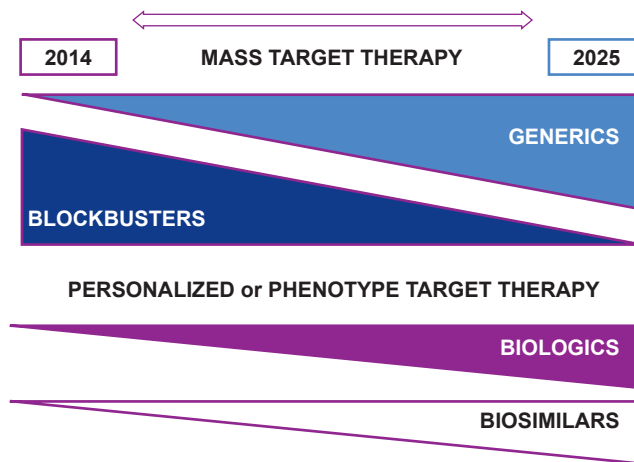 2014 MASS TARGET THERAPY 2025
GENERICS
BLOCKBUSTERS
PERSONALIZED or PHENOTYPE TARGET THERAPY
BIOLOGICS
BIOSIMILARS